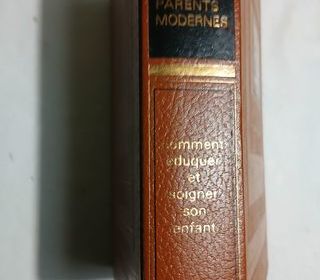 PARENTS
MODERNES
comment
éduquer
et
soigner
son
enfant